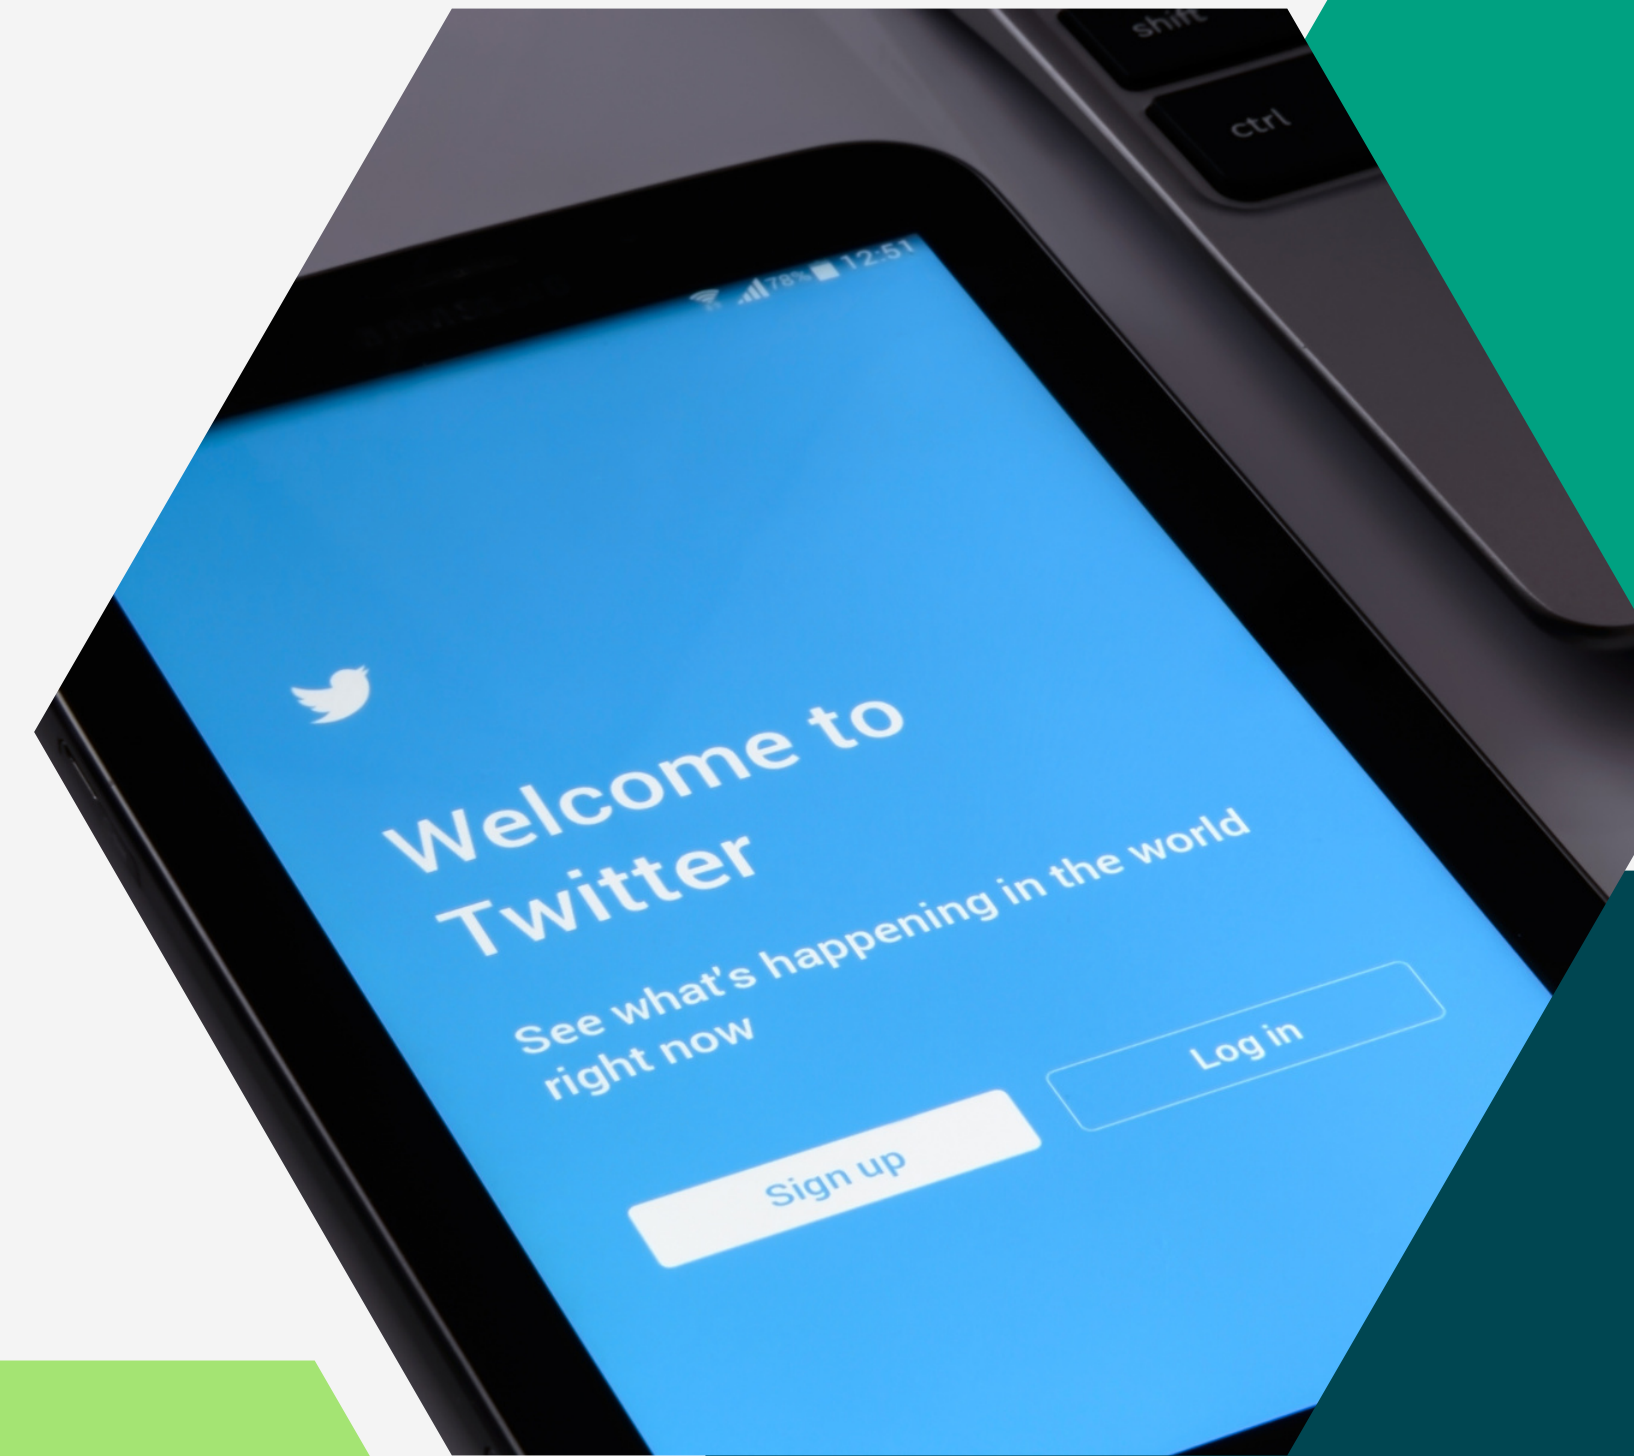 shift
ctrl
78% 12:51
Welcome to
Twitter
See what's happening in the world
right now
Log in
Sign up